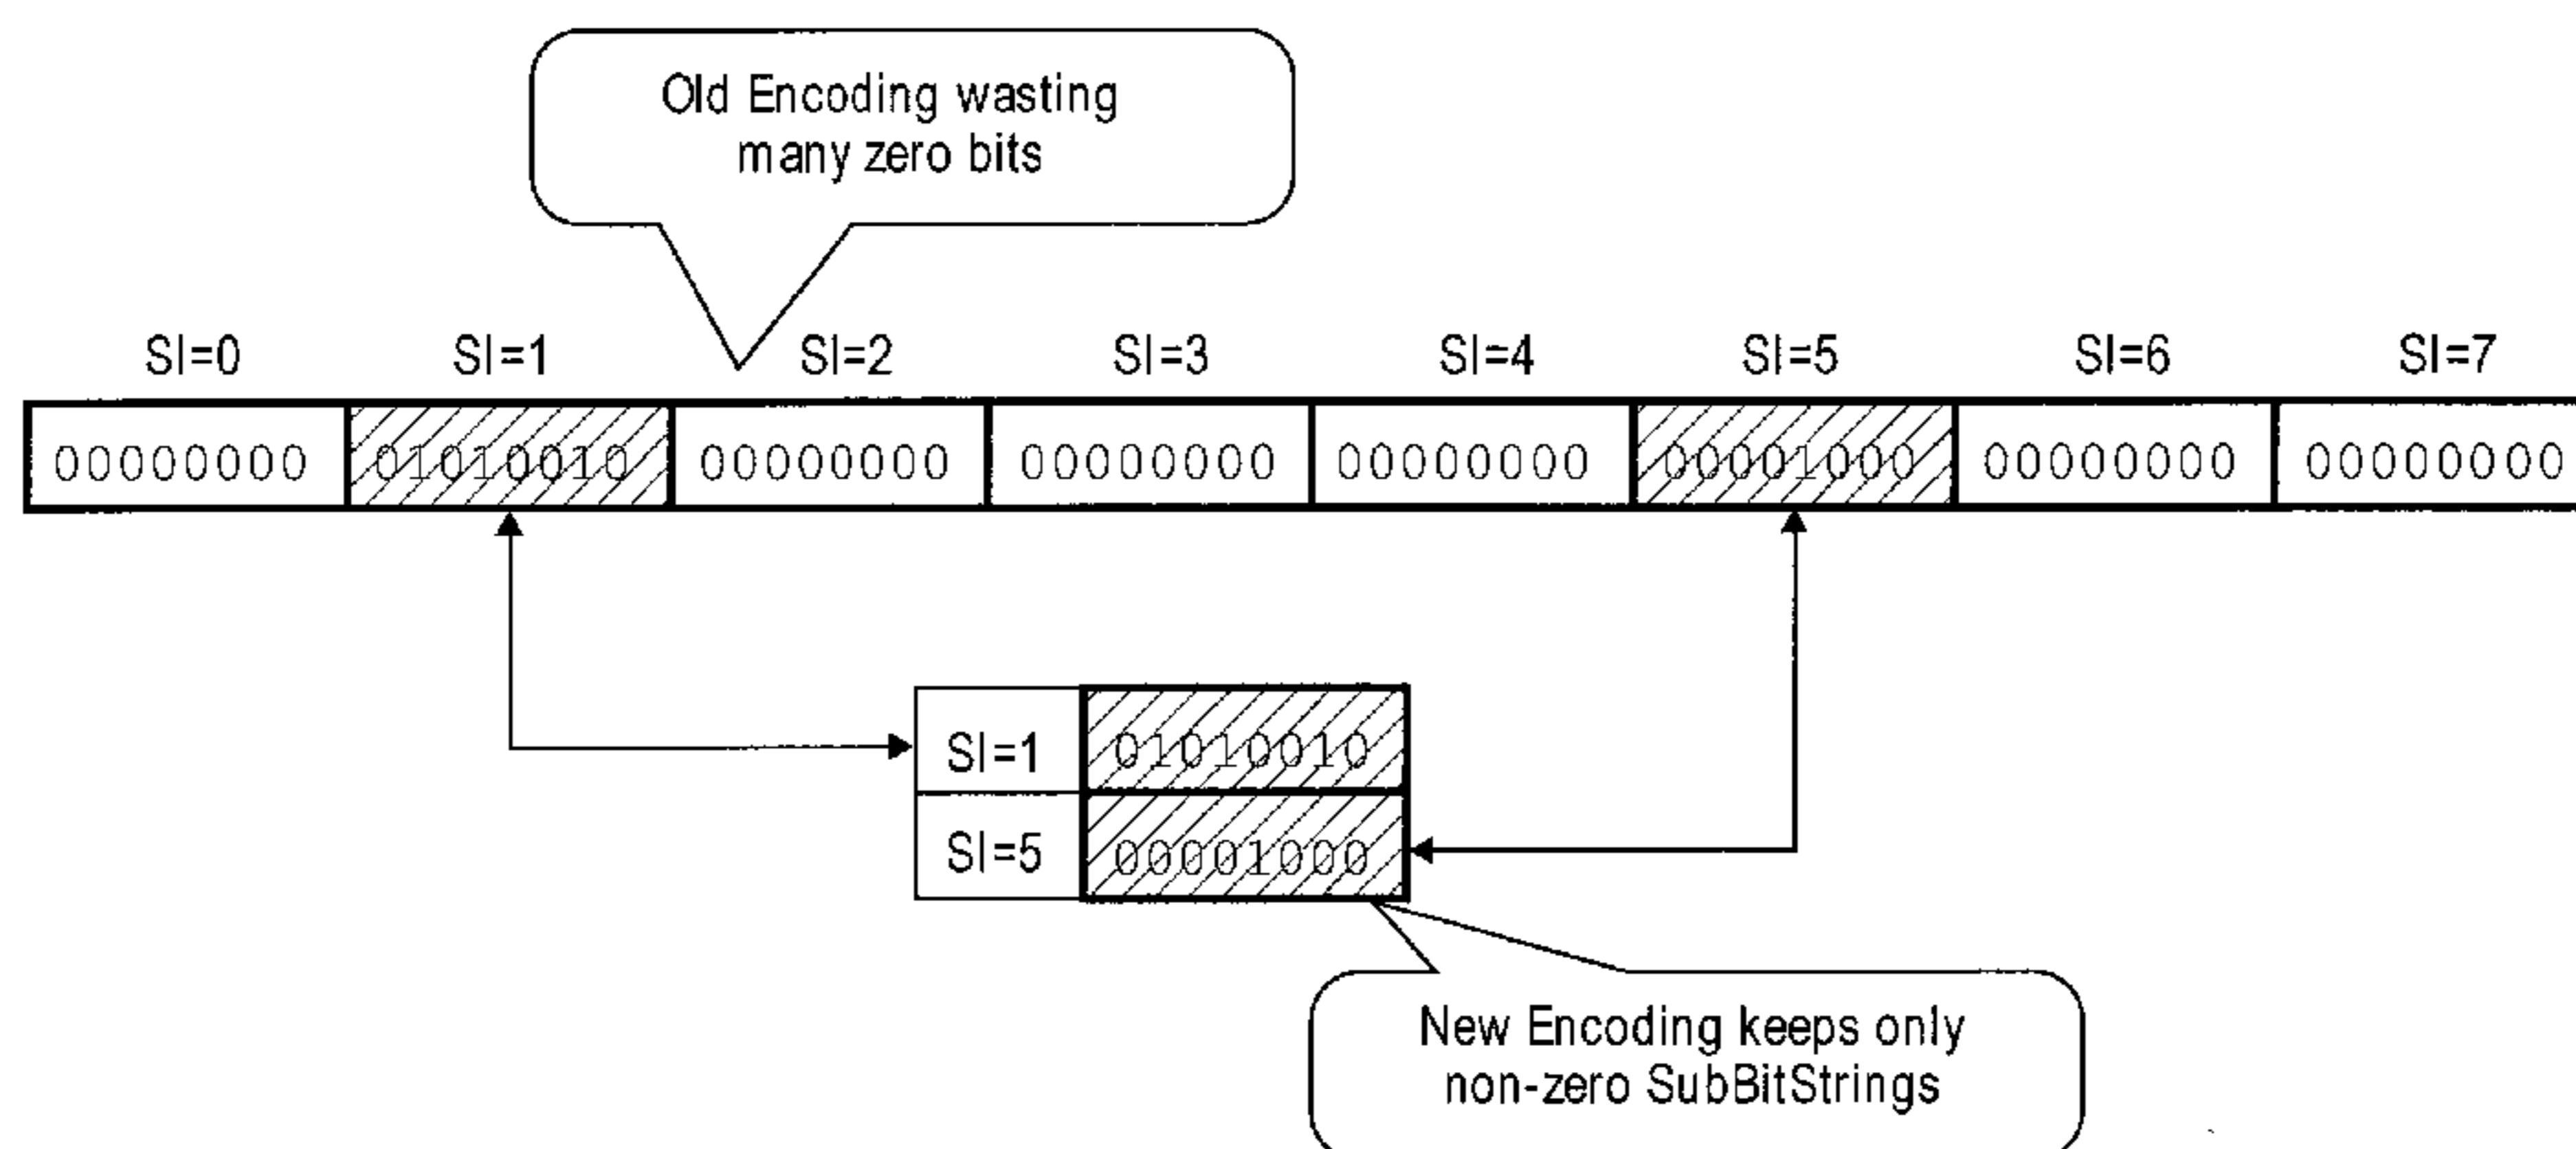 Old Encoding wasting
many zero bits
SI=0 SI=1 SI=2 SI=3 SI=4 SI=5 SI=6 SI=7
00000000 01010010 00000000 00000000 00000000 00001000 00000000 00000000
SI=1 01010010
SI=5 00001000
New Encoding keeps only
non-zero SubBitStrings